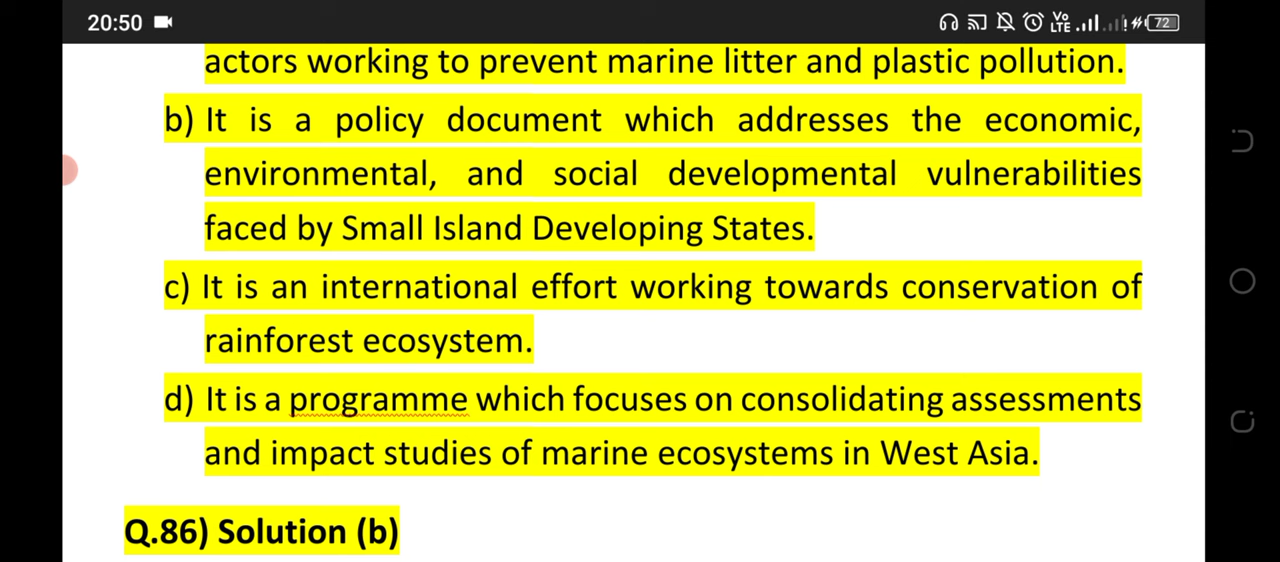 20:50
Vo
LTE
72
actors working to prevent marine litter and plastic pollution.
b) It is a policy document which addresses the economic,
environmental, and social developmental vulnerabilities
faced by Small Island Developing States.
c) It is an international effort working towards conservation of
rainforest ecosystem.
d) It is a programme which focuses on consolidating assessments
and impact studies of marine ecosystems in West Asia.
Q.86) Solution (b)